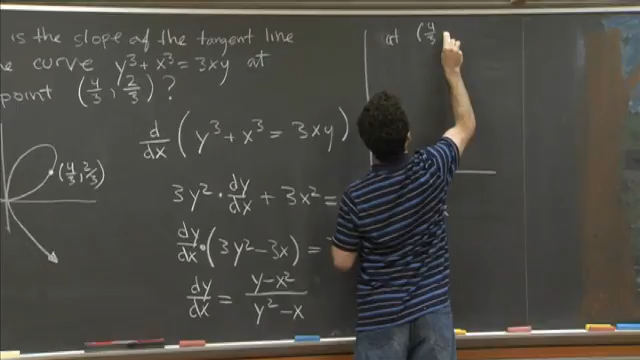 is the slope of the tangent line
e curve y³ + x³ = 3xy at
point (4/3, 2/3)?
(4/3, 2/3)
d/dx (y³ + x³ = 3xy)
3y² · dy/dx + 3x² =
dy/dx · (3y² - 3x) =
dy/dx = (y - x²)/(y² - x)
at (4/3